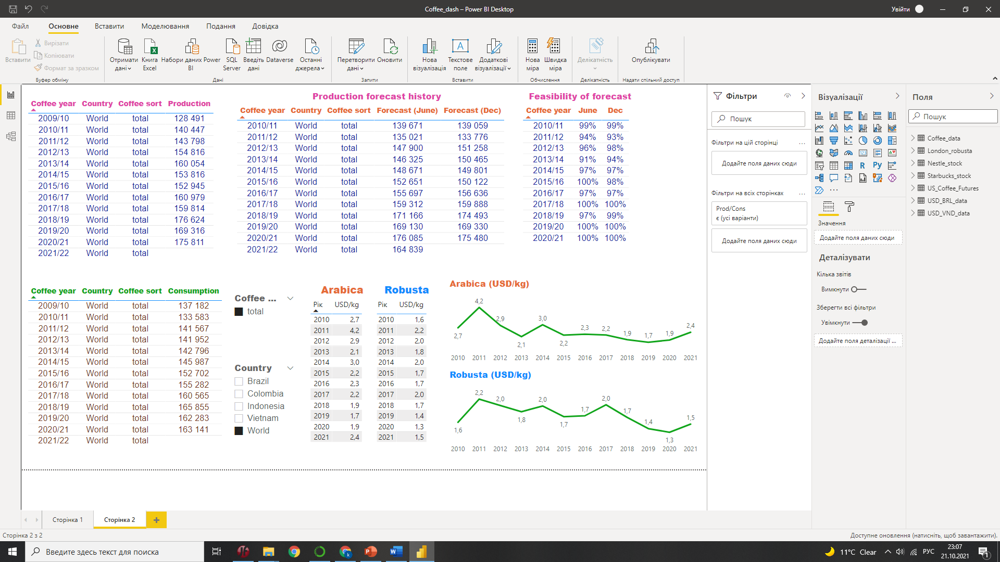 Coffee_dash – Power BI Desktop
Увійти
Файл
Основне
Вставити
Моделювання
Подання
Довідка
Вставити
Вирізати
Копіювати
Формат за зразком
Буфер обміну
Отримати дані
Книга Excel
Набори даних Power BI
SQL Server
Введіть дані
Dataverse
Останні джерела
Дані
Перетворити дані
Оновити
Запити
Нова візуалізація
Текстове поле
Додаткові візуалізації
Вставити
Нова міра
Швидка міра
Обчислення
Делікатність
Делікатність
Опублікувати
Надати спільний доступ
Coffee year Country Coffee sort Production
2009/10 World total 128 491
2010/11 World total 140 447
2011/12 World total 143 798
2012/13 World total 154 816
2013/14 World total 160 054
2014/15 World total 153 816
2015/16 World total 152 945
2016/17 World total 160 979
2017/18 World total 159 814
2018/19 World total 176 624
2019/20 World total 169 316
2020/21 World total 175 811
2021/22 World total
Production forecast history
Coffee year Country Coffee sort Forecast (June) Forecast (Dec)
2010/11 World total 139 671 139 059
2011/12 World total 135 021 133 776
2012/13 World total 147 900 151 258
2013/14 World total 146 325 150 465
2014/15 World total 148 671 149 801
2015/16 World total 152 651 150 122
2016/17 World total 155 697 156 636
2017/18 World total 159 312 159 888
2018/19 World total 171 166 174 493
2019/20 World total 169 130 169 330
2020/21 World total 176 085 175 480
2021/22 World total 164 839
Feasibility of forecast
Coffee year June Dec
2010/11 99% 99%
2011/12 94% 93%
2012/13 96% 98%
2013/14 91% 94%
2014/15 97% 97%
2015/16 100% 98%
2016/17 97% 97%
2017/18 100% 100%
2018/19 97% 99%
2019/20 100% 100%
2020/21 100% 100%
Coffee year Country Coffee sort Consumption
2009/10 World total 137 182
2010/11 World total 133 583
2011/12 World total 141 567
2012/13 World total 141 952
2013/14 World total 142 796
2014/15 World total 145 987
2015/16 World total 152 702
2016/17 World total 155 282
2017/18 World total 160 565
2018/19 World total 165 855
2019/20 World total 162 283
2020/21 World total 163 141
2021/22 World total
Coffee ...
total
Country
Brazil
Colombia
Indonesia
Vietnam
World
Arabica
Рік USD/kg
2010 2,7
2011 4,2
2012 2,9
2013 2,1
2014 3,0
2015 2,2
2016 2,3
2017 2,2
2018 1,9
2019 1,7
2020 1,9
2021 2,4
Robusta
Рік USD/kg
2010 1,6
2011 2,2
2012 2,0
2013 1,8
2014 2,0
2015 1,7
2016 1,7
2017 2,0
2018 1,7
2019 1,4
2020 1,3
2021 1,5
Arabica (USD/kg)
2,7 4,2 2,9 2,1 3,0 2,2 2,3 2,2 1,9 1,7 1,9 2,4
2010 2011 2012 2013 2014 2015 2016 2017 2018 2019 2020 2021
Robusta (USD/kg)
1,6 2,2 2,0 1,8 2,0 1,7 1,7 2,0 1,7 1,4 1,3 1,5
2010 2011 2012 2013 2014 2015 2016 2017 2018 2019 2020 2021
Фільтри
Пошук
Фільтри на цій сторінці ...
Додайте поля даних сюди
Фільтри на всіх сторінках ...
Prod/Cons
є (усі варіанти)
Додайте поля даних сюди
Візуалізації
R Py
...
Значення
Додайте поля даних сюди
Деталізувати
Кілька звітів
Вимкнути
Зберегти всі фільтри
Увімкнути
Додайте поля деталізації ...
Поля
Пошук
Coffee_data
London_robusta
Nestle_stock
Starbucks_stock
US_Coffee_Futures
USD_BRL_data
USD_VND_data
Сторінка 1
Сторінка 2
Сторінка 2 з 2
Доступне оновлення (натисніть, щоб завантажити).
Введите здесь текст для поиска
11°C Clear
РУС
23:07
21.10.2021
1